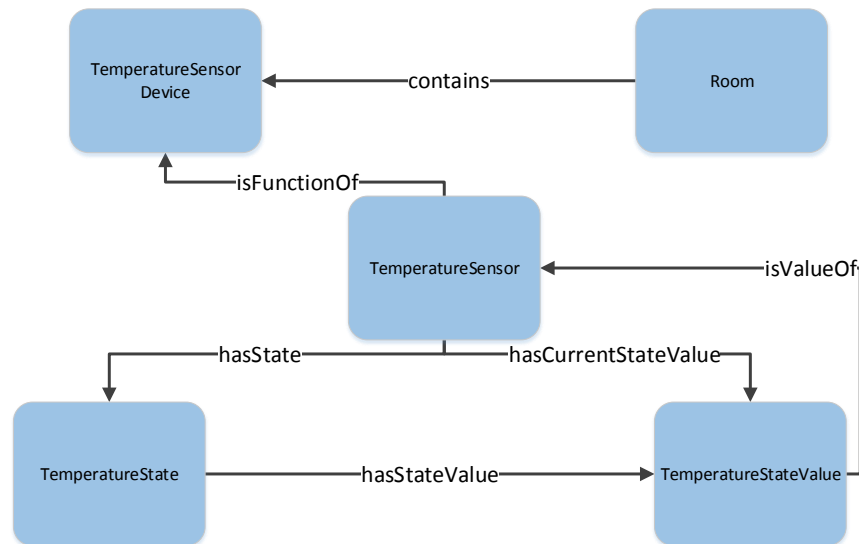 TemperatureSensor
Device
contains
Room
isFunctionOf
TemperatureSensor
isValueOf
hasState
hasCurrentStateValue
TemperatureState
hasStateValue
TemperatureStateValue